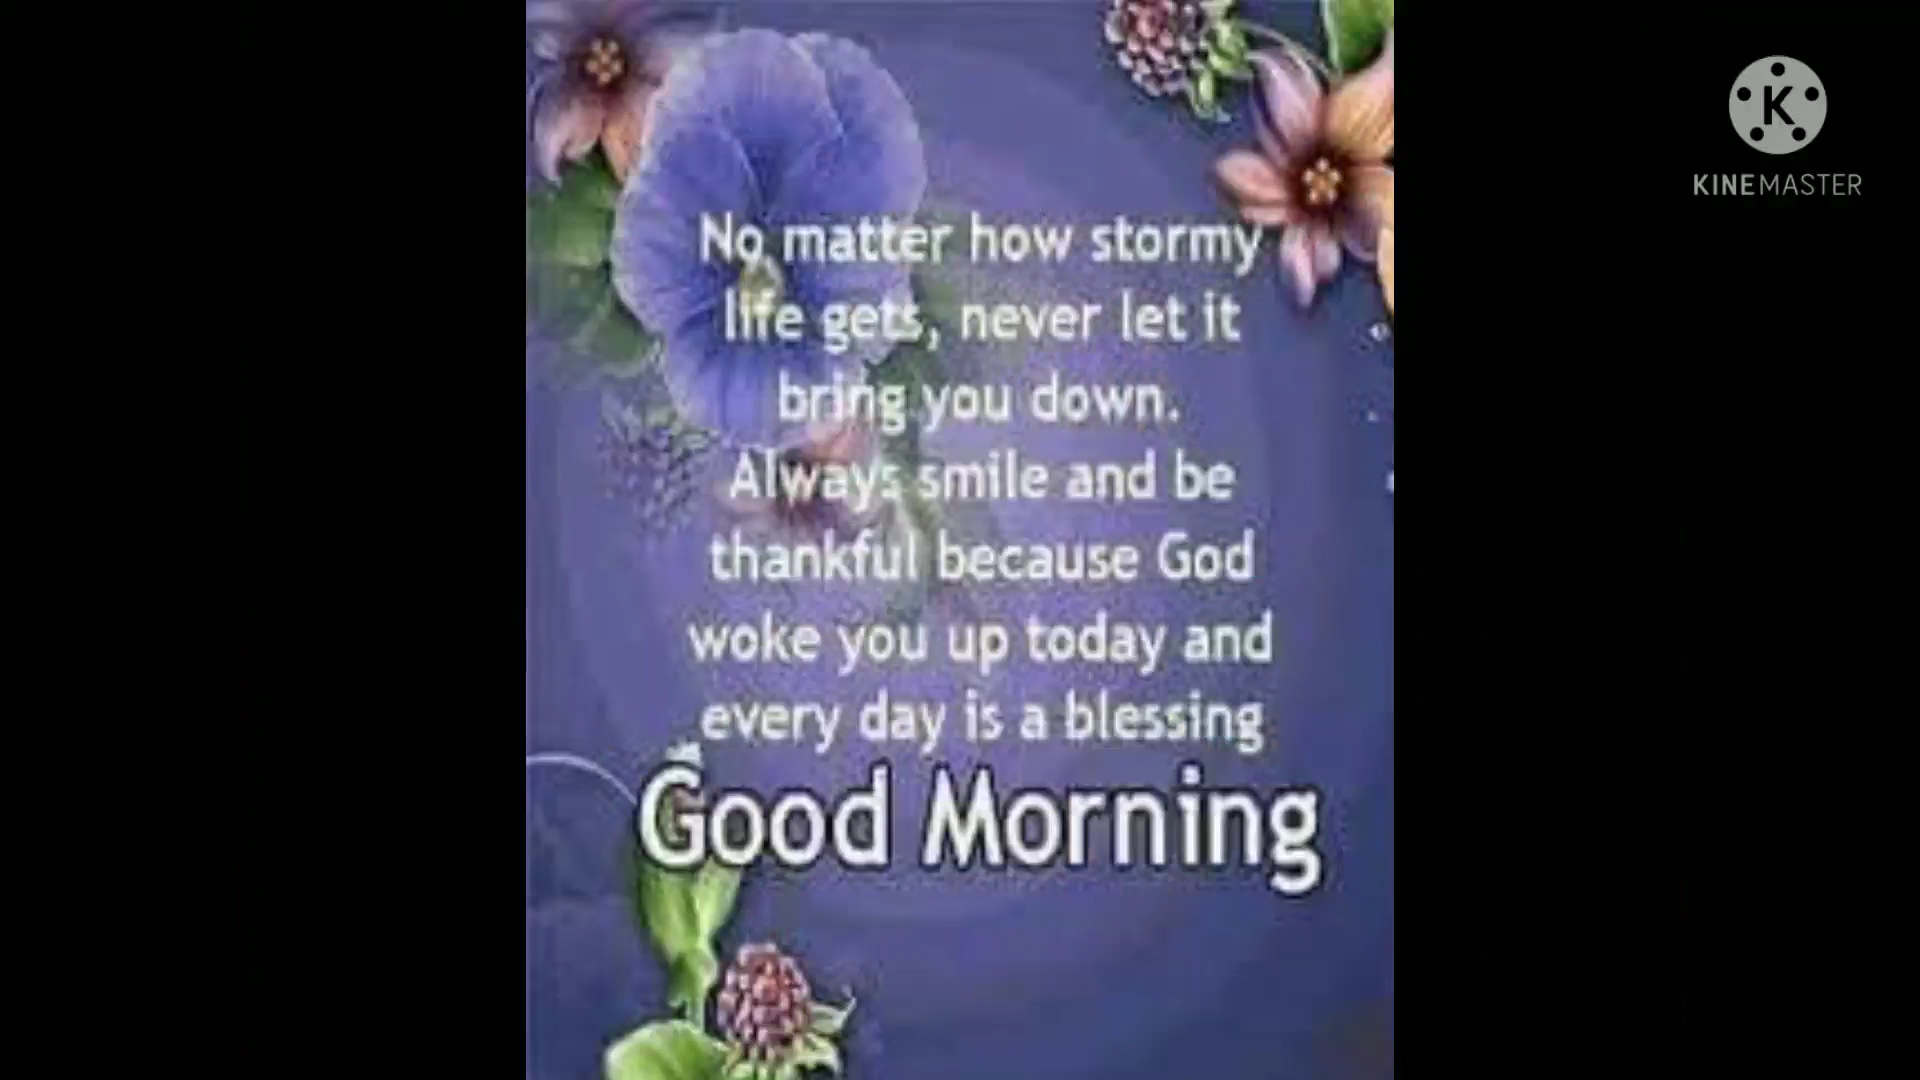 No matter how stormy
life gets, never let it
bring you down.
Always smile and be
thankful because God
woke you up today and
every day is a blessing
Good Morning
K
KINEMASTER